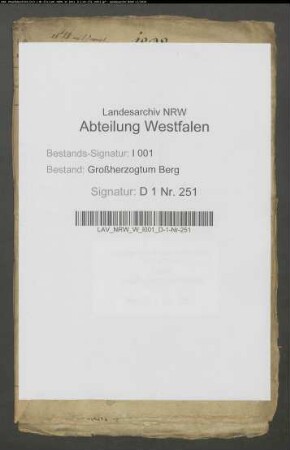 Landesarchiv NRW
Abteilung Westfalen
Bestands-Signatur: I 001
Bestand: Großherzogtum Berg
Signatur: D 1 Nr. 251
LAV_NRW_W_I001_D-1-Nr-251